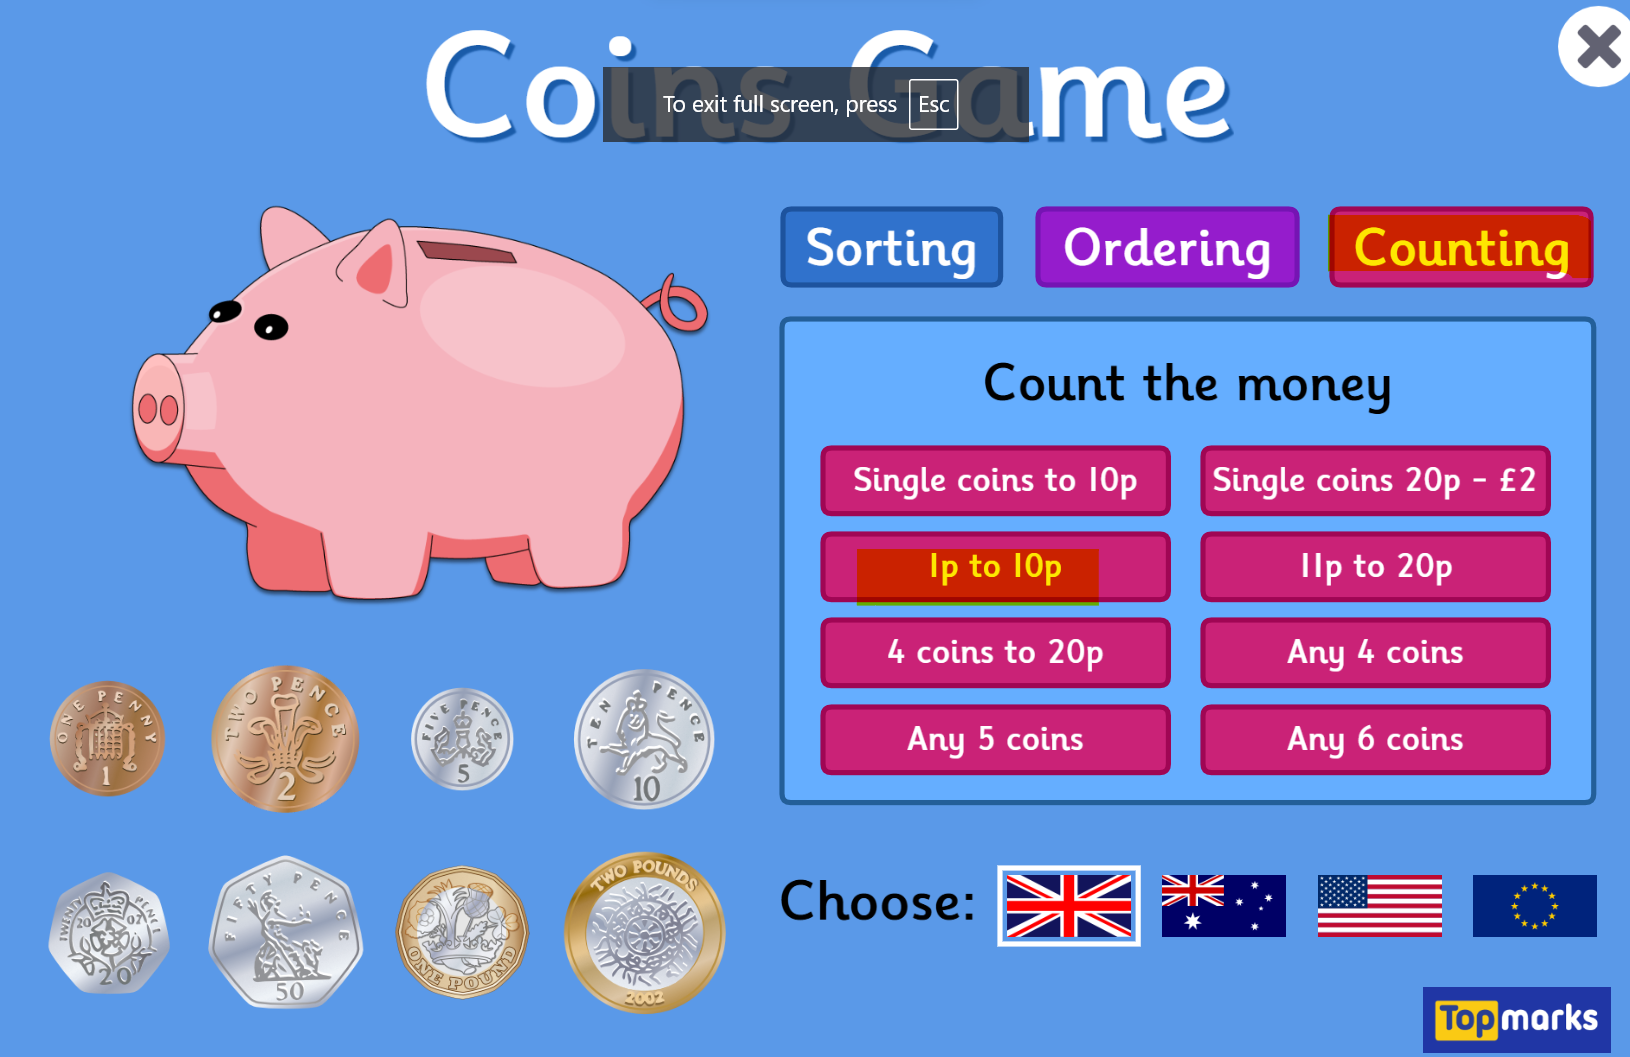 Coins Game
To exit full screen, press Esc
Sorting
Ordering
Counting
Count the money
Single coins to 10p
Single coins 20p - £2
1p to 10p
11p to 20p
4 coins to 20p
Any 4 coins
Any 5 coins
Any 6 coins
ONE PENNY
1
TWO PENCE
2
FIVE PENCE
5
TEN PENCE
10
TWENTY PENCE
2007
20
FIFTY PENCE
50
ONE POUND
TWO POUNDS
2002
Choose:
Topmarks